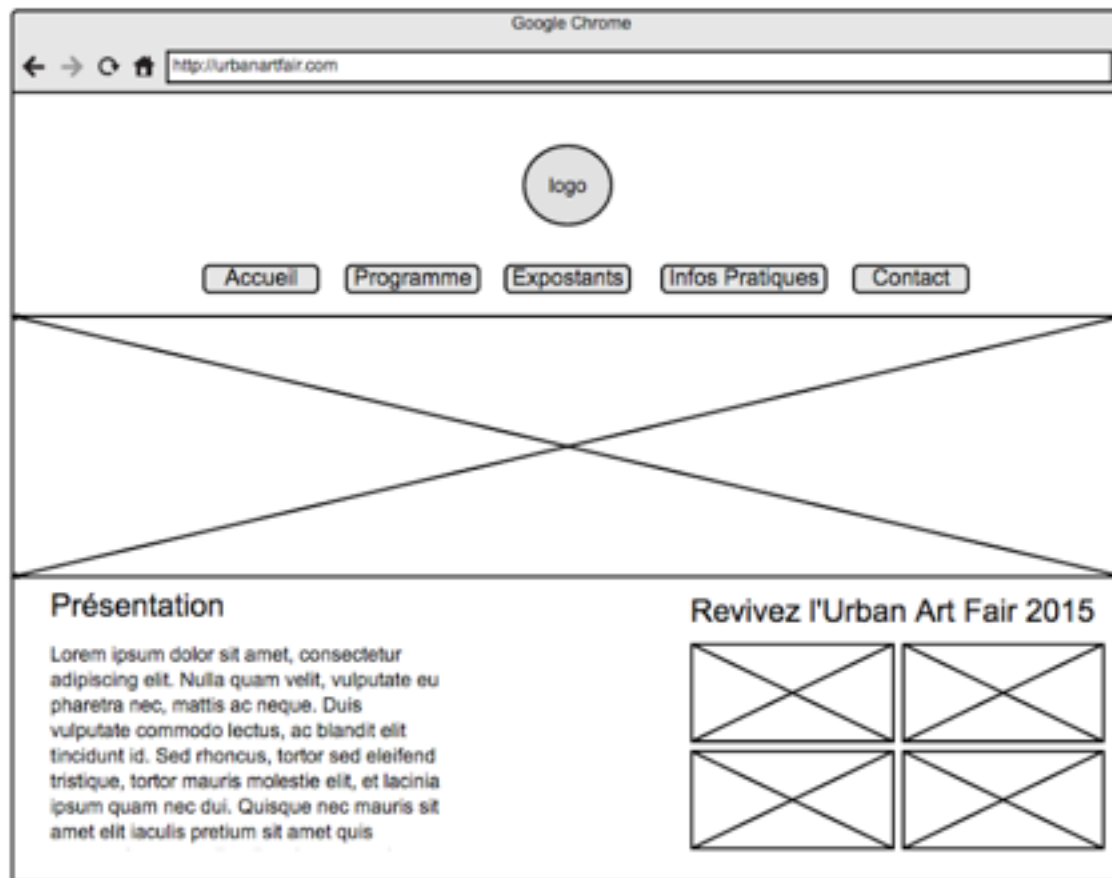 Google Chrome
http://urbanartfair.com
logo
Accueil Programme Expostants Infos Pratiques Contact
Présentation
Lorem ipsum dolor sit amet, consectetur
adipiscing elit. Nulla quam velit, vulputate eu
pharetra nec, mattis ac neque. Duis
vulputate commodo lectus, ac blandit elit
tincidunt id. Sed rhoncus, tortor sed eleifend
tristique, tortor mauris molestie elit, et lacinia
ipsum quam nec dui. Quisque nec mauris sit
amet elit iaculis pretium sit amet quis
Revivez l'Urban Art Fair 2015